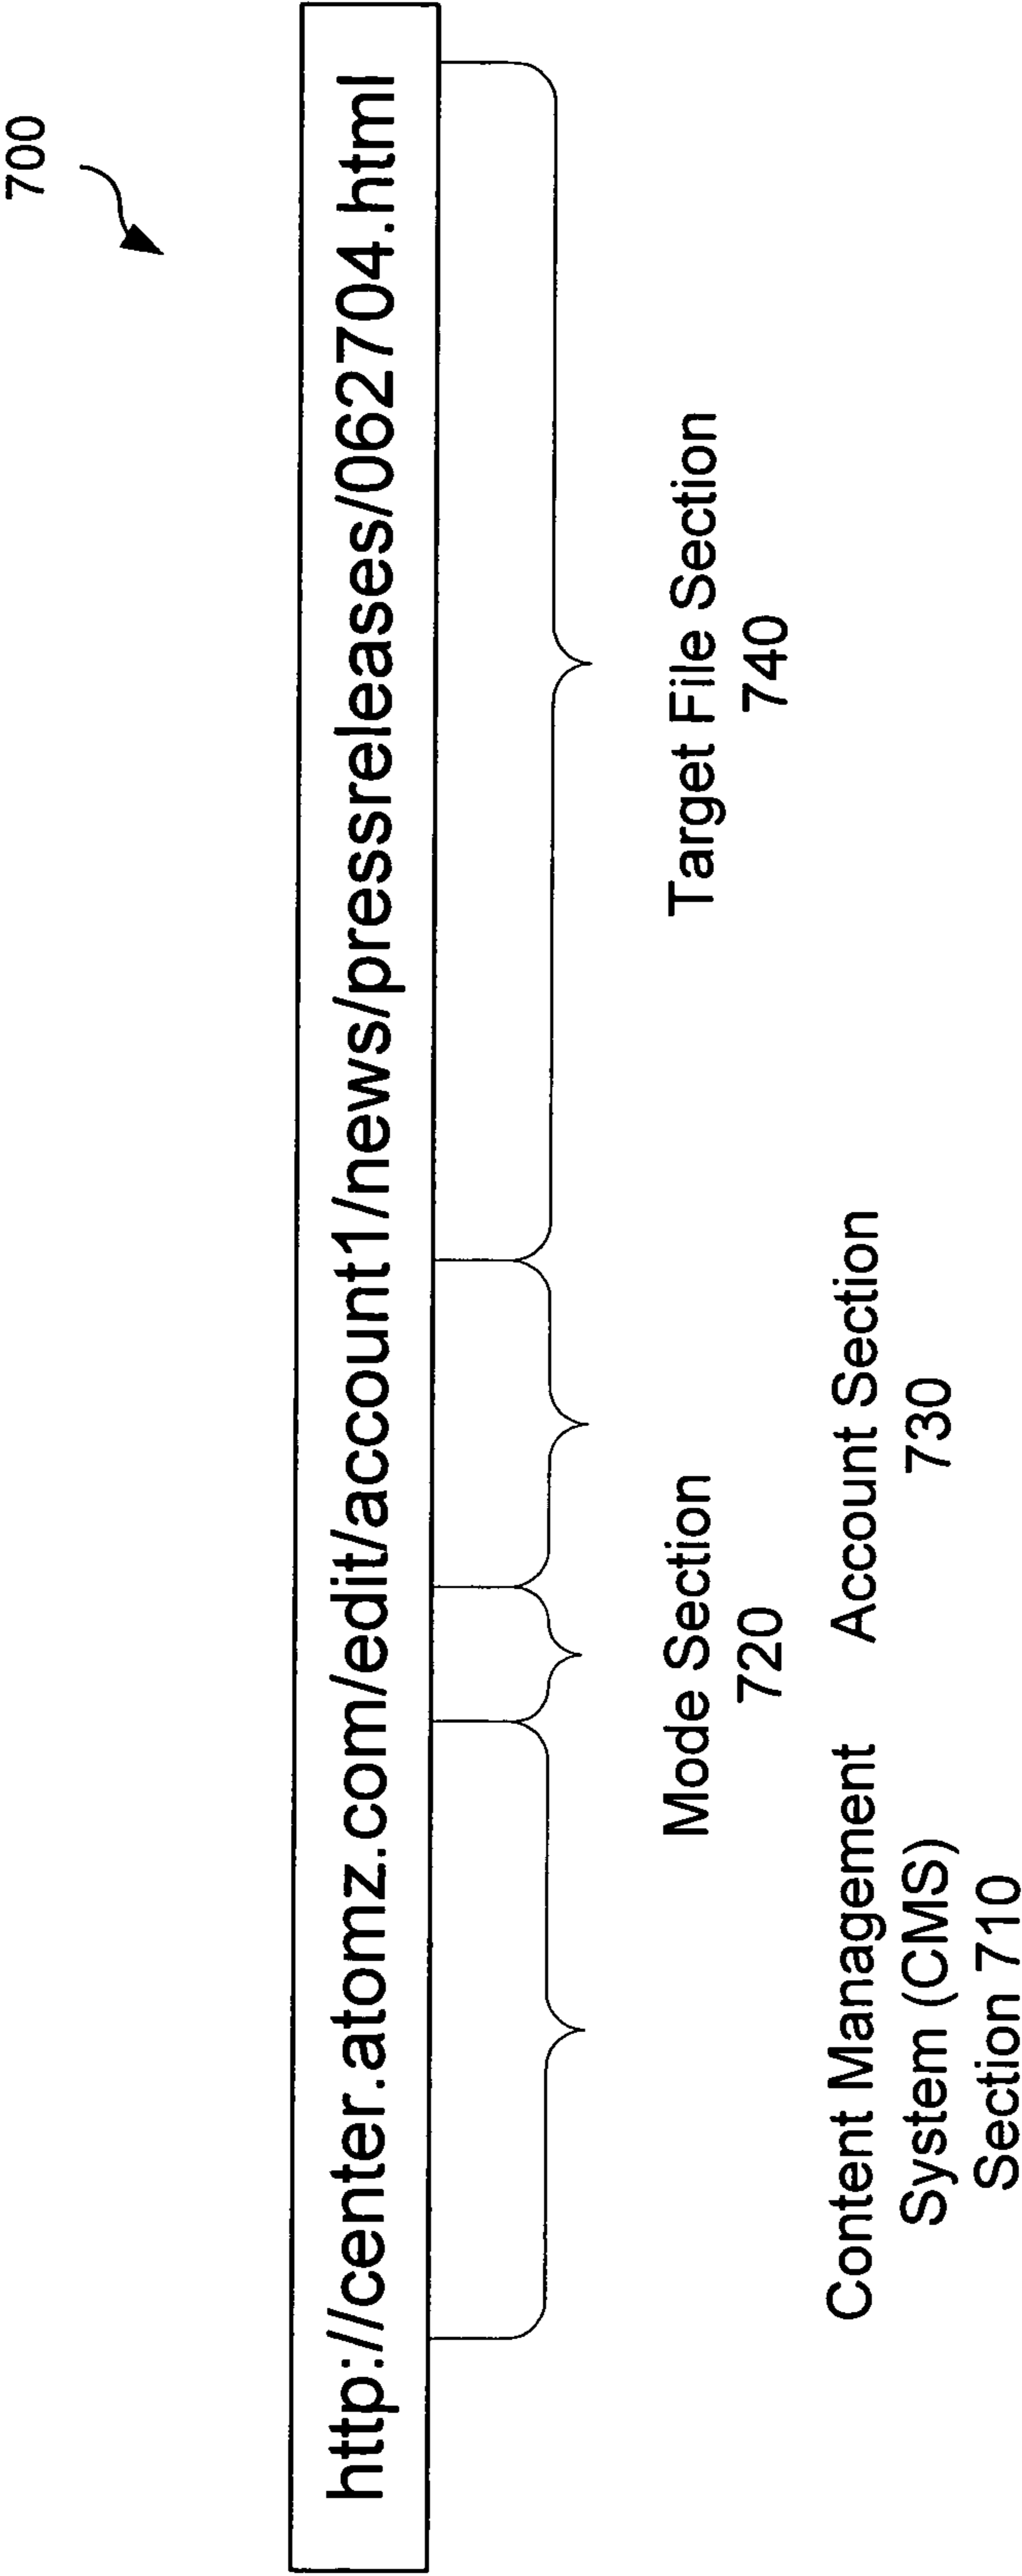 700
http://center.atomz.com/edit/account1/news/pressreleases/062704.html
Content Management
System (CMS)
Section 710
Mode Section
720
Account Section
730
Target File Section
740